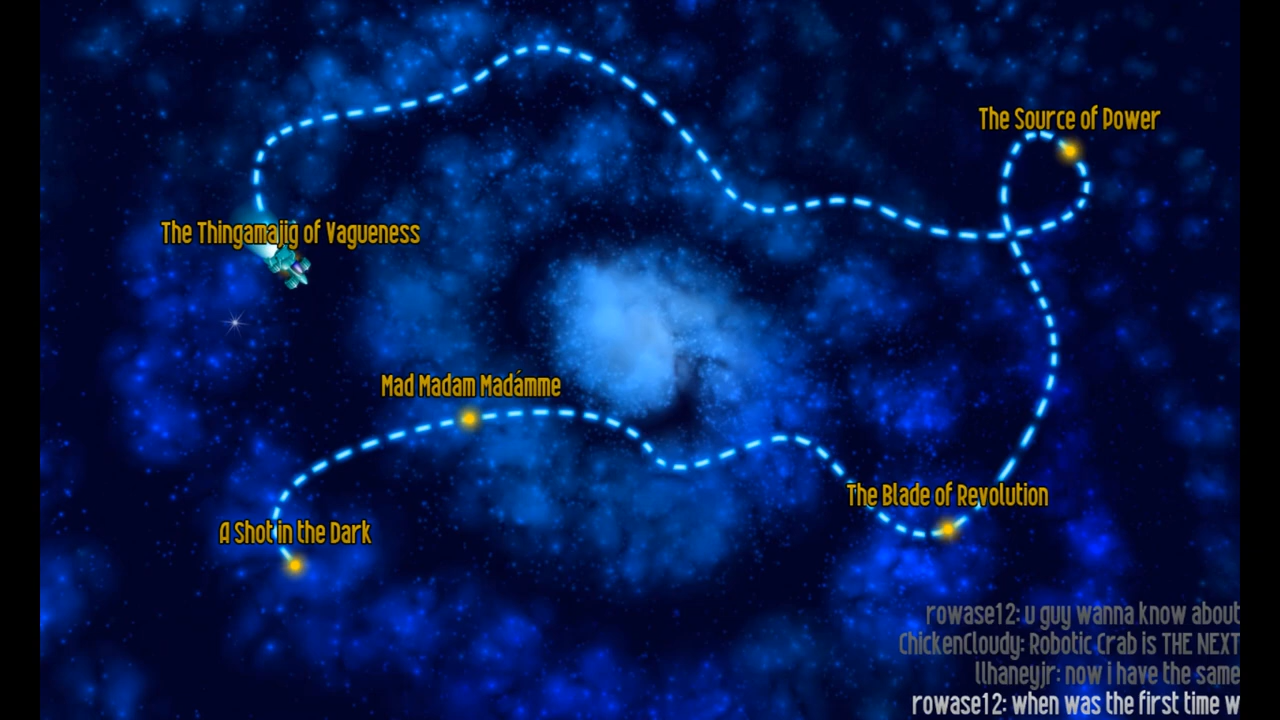 The Source of Power
The Thingamajig of Vagueness
Mad Madam Madámme
The Blade of Revolution
A Shot in the Dark
rowase12: u guy wanna know about
ChickenCloudy: Robotic Crab is THE NEXT
llhaneyjr: now i have the same
rowase12: when was the first time w